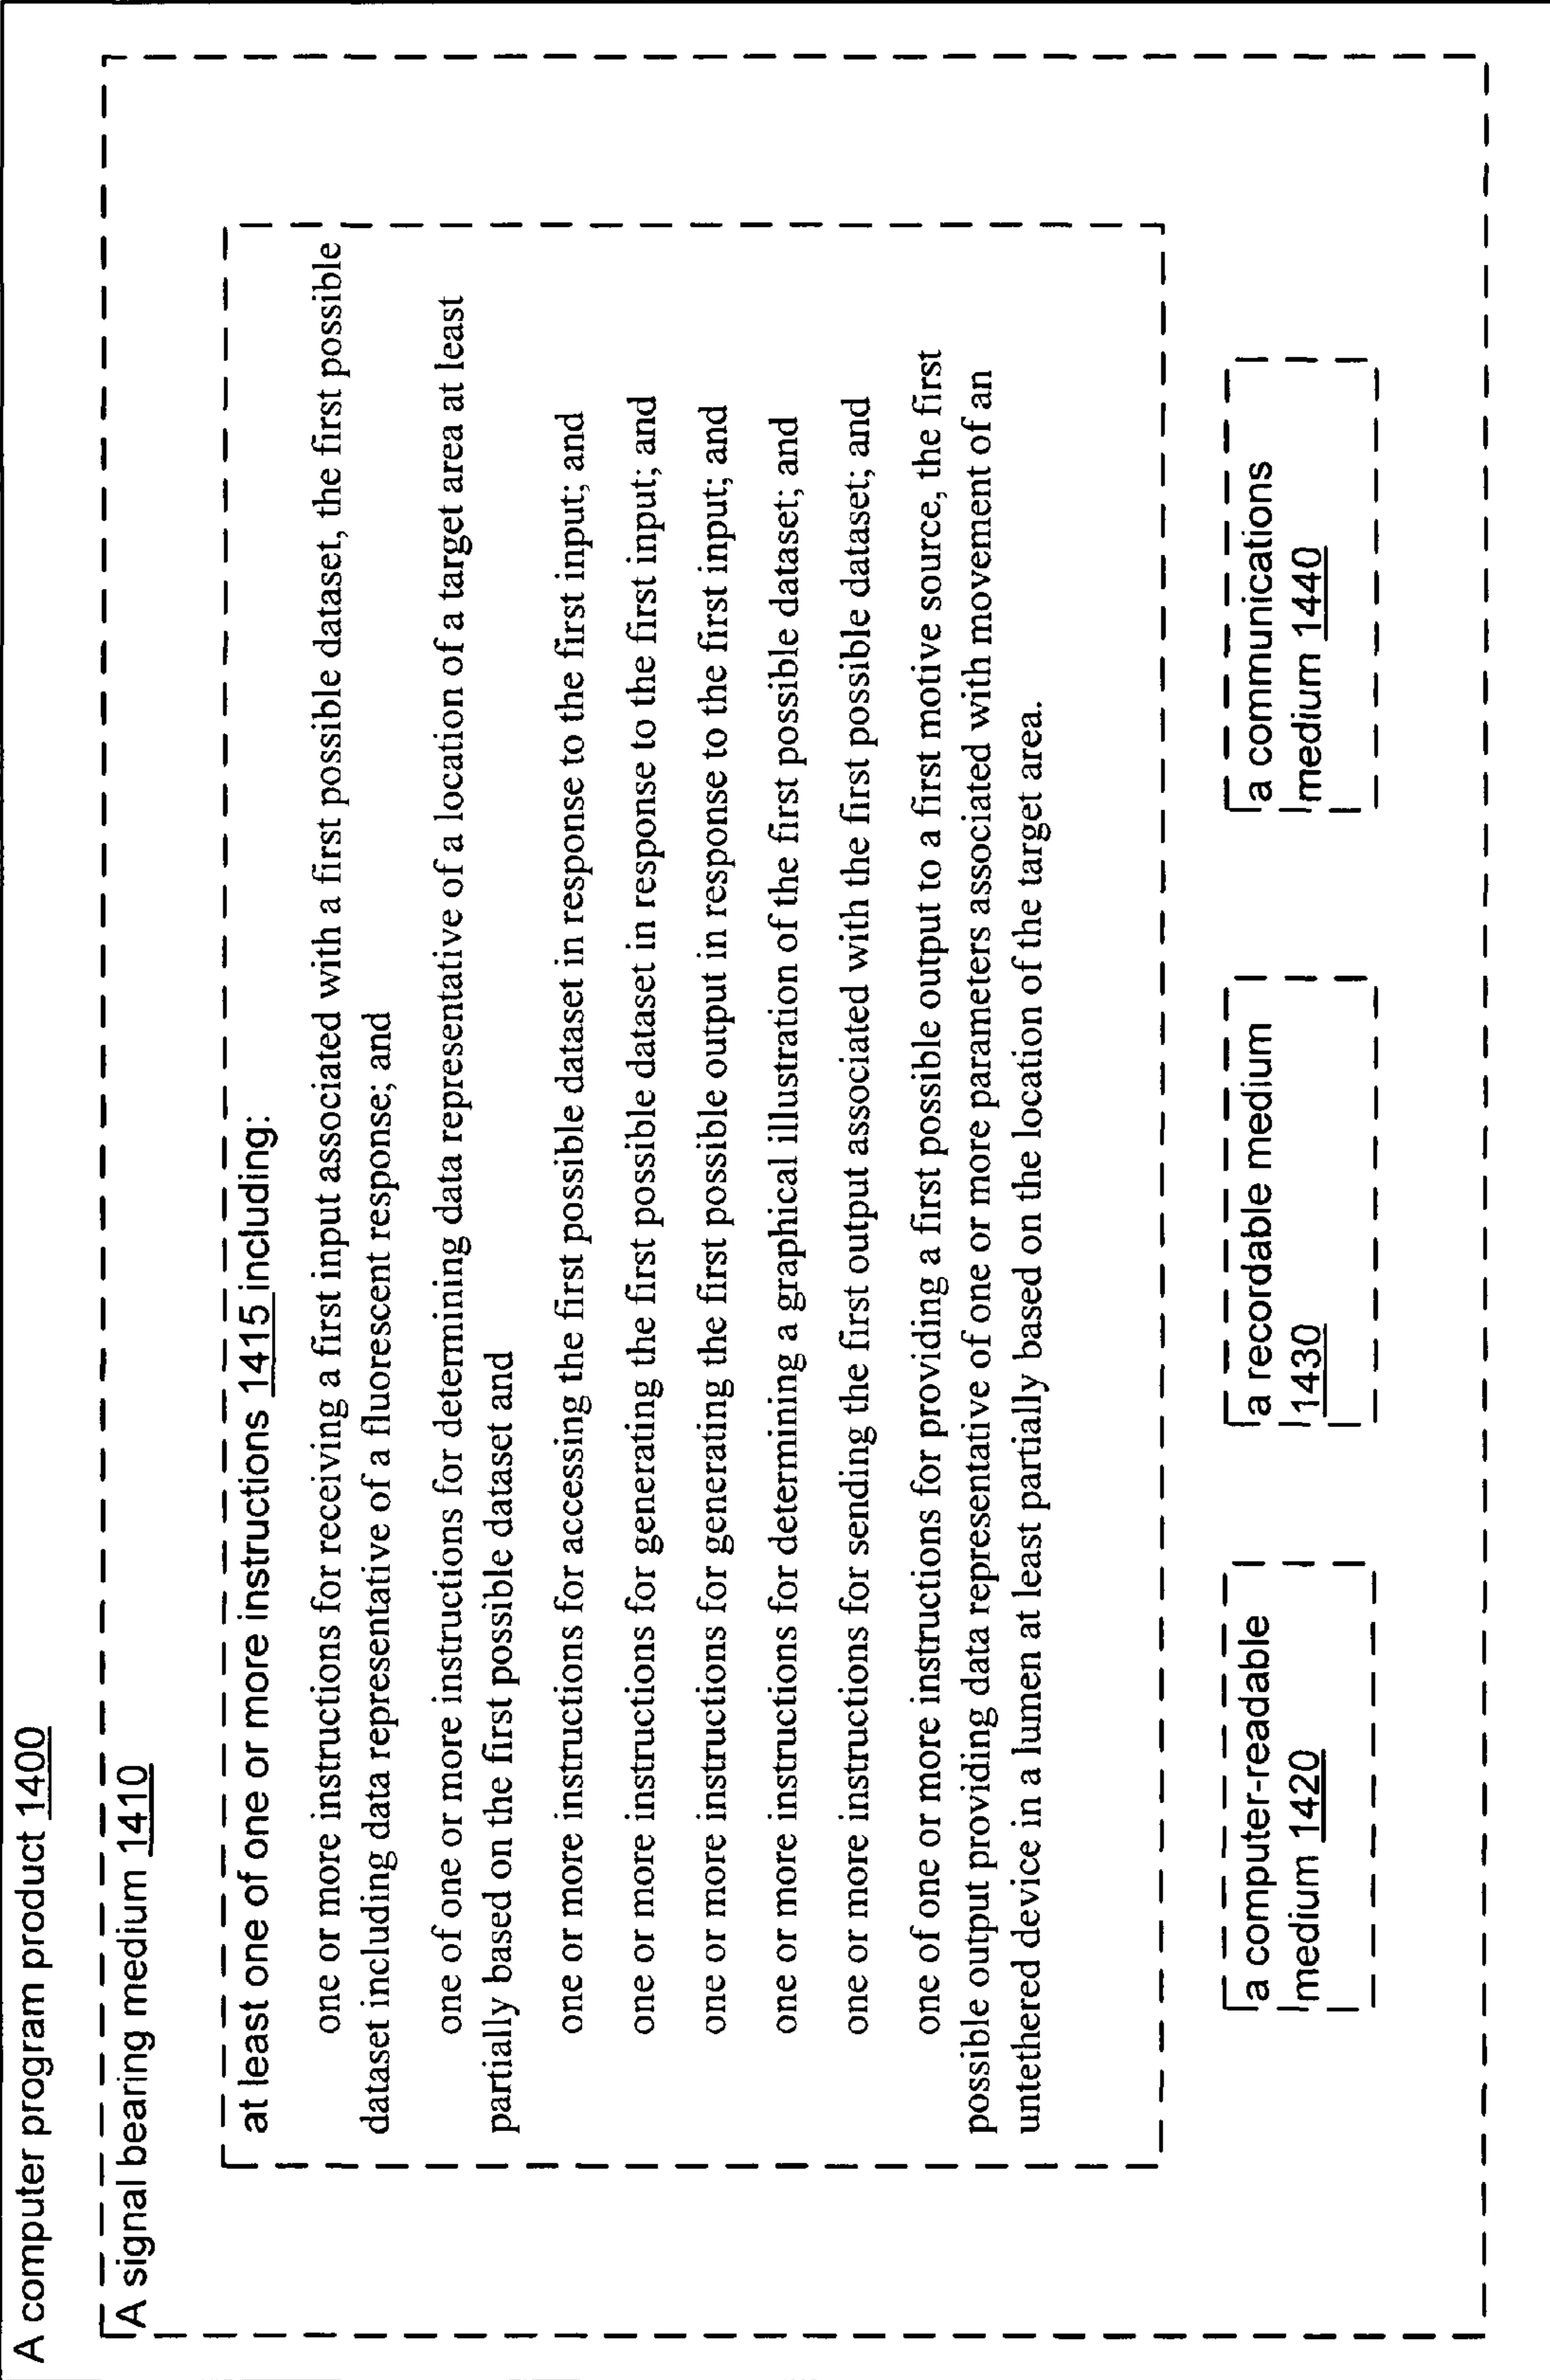 A computer program product 1400
A signal bearing medium 1410
at least one of one or more instructions 1415 including:
one or more instructions for receiving a first input associated with a first possible dataset, the first possible
dataset including data representative of a fluorescent response; and
one of one or more instructions for determining data representative of a location of a target area at least
partially based on the first possible dataset and
one or more instructions for accessing the first possible dataset in response to the first input; and
one or more instructions for generating the first possible dataset in response to the first input; and
one or more instructions for generating the first possible output in response to the first input; and
one or more instructions for determining a graphical illustration of the first possible dataset; and
one or more instructions for sending the first output associated with the first possible dataset; and
one of one or more instructions for providing a first possible output to a first motive source, the first
possible output providing data representative of one or more parameters associated with movement of an
untethered device in a lumen at least partially based on the location of the target area.
a computer-readable
medium 1420
a recordable medium
1430
a communications
medium 1440